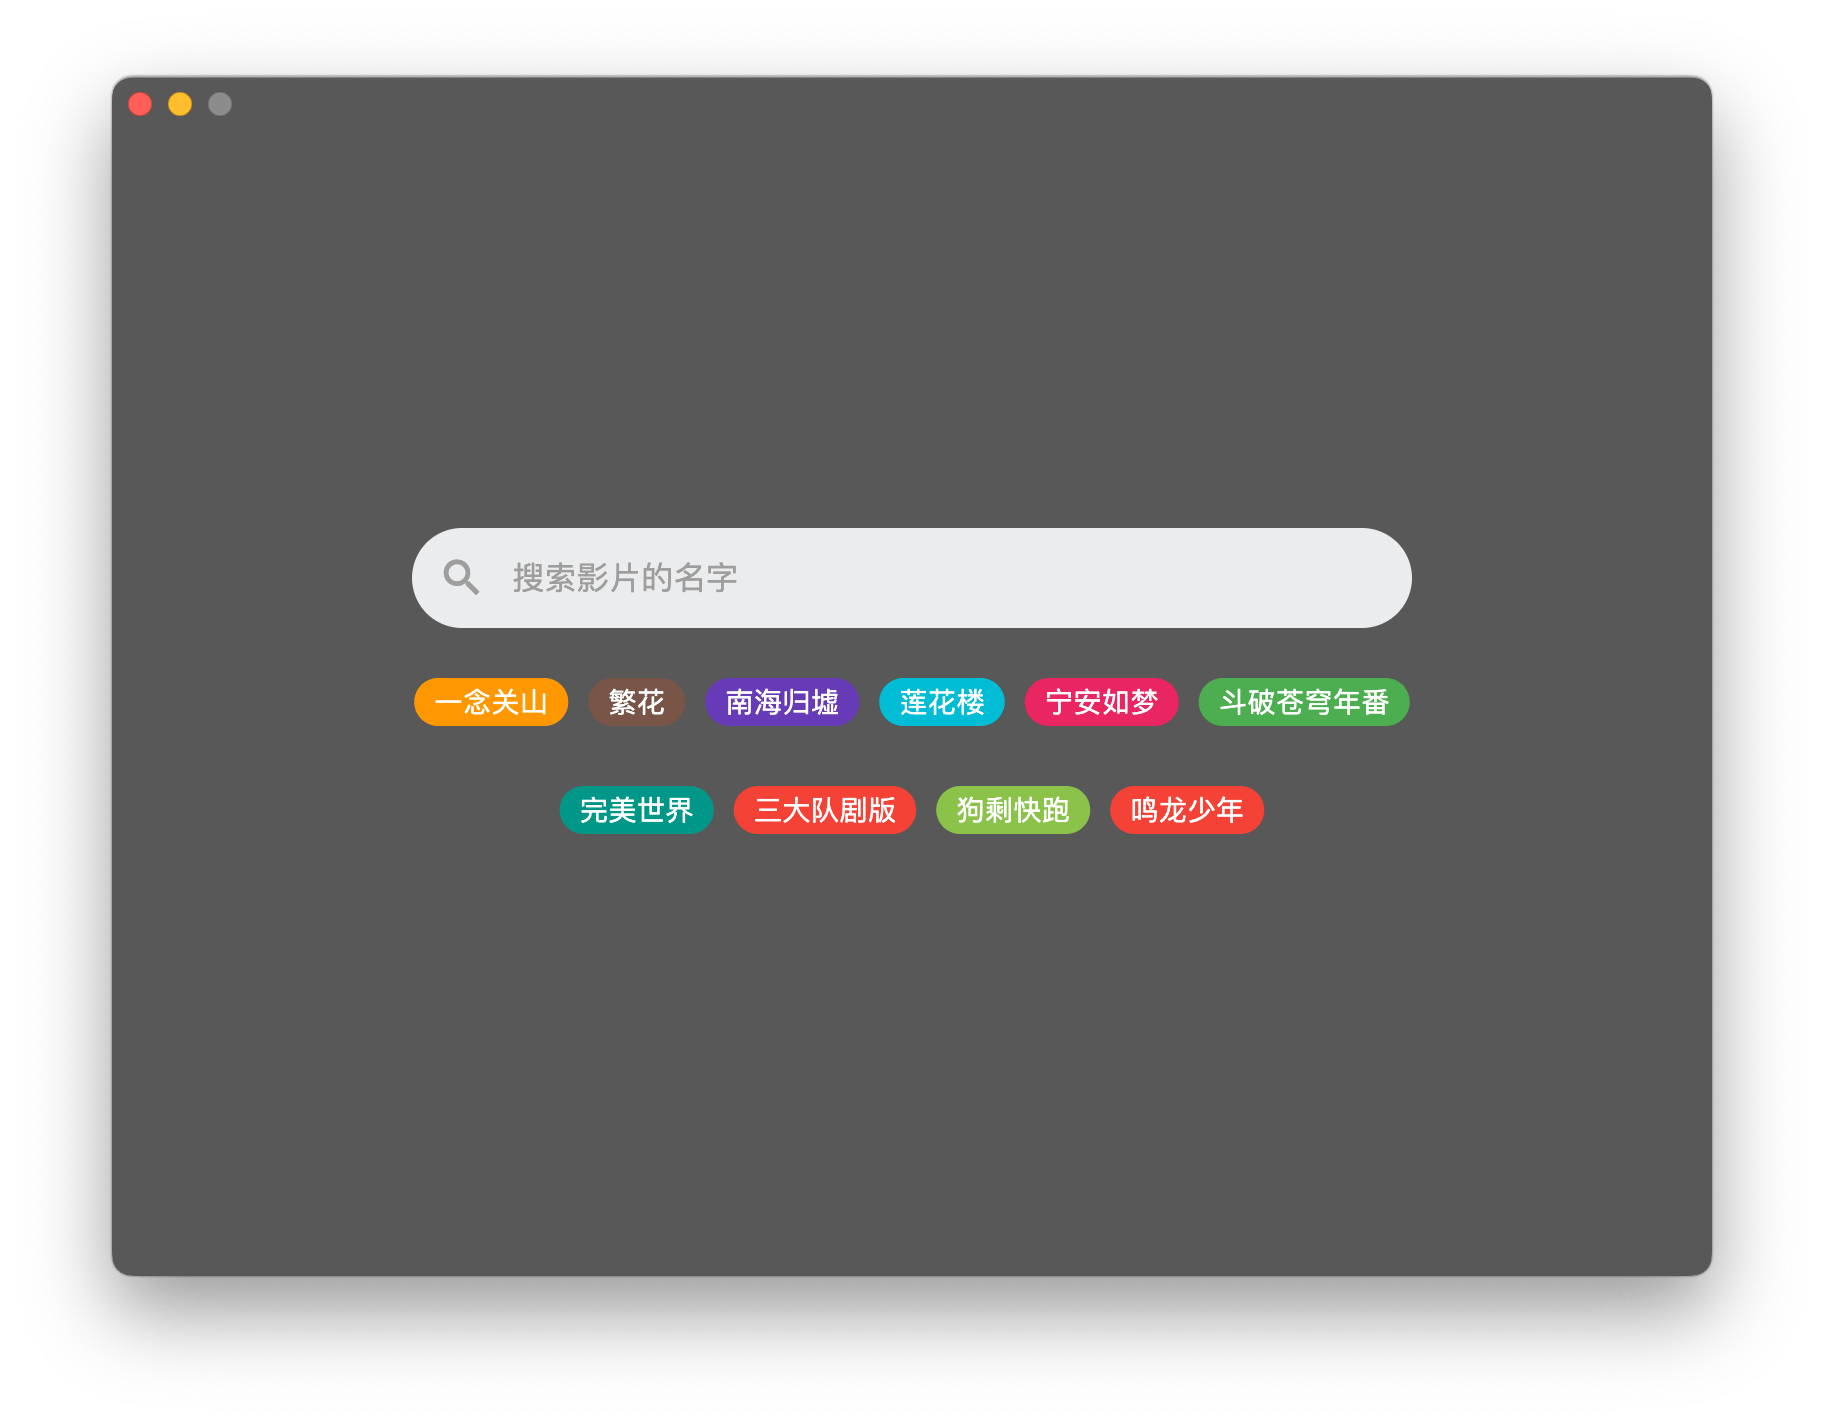 搜索影片的名字
一念关山 繁花 南海归墟 莲花楼 宁安如梦 斗破苍穹年番
完美世界 三大队剧版 狗剩快跑 鸣龙少年